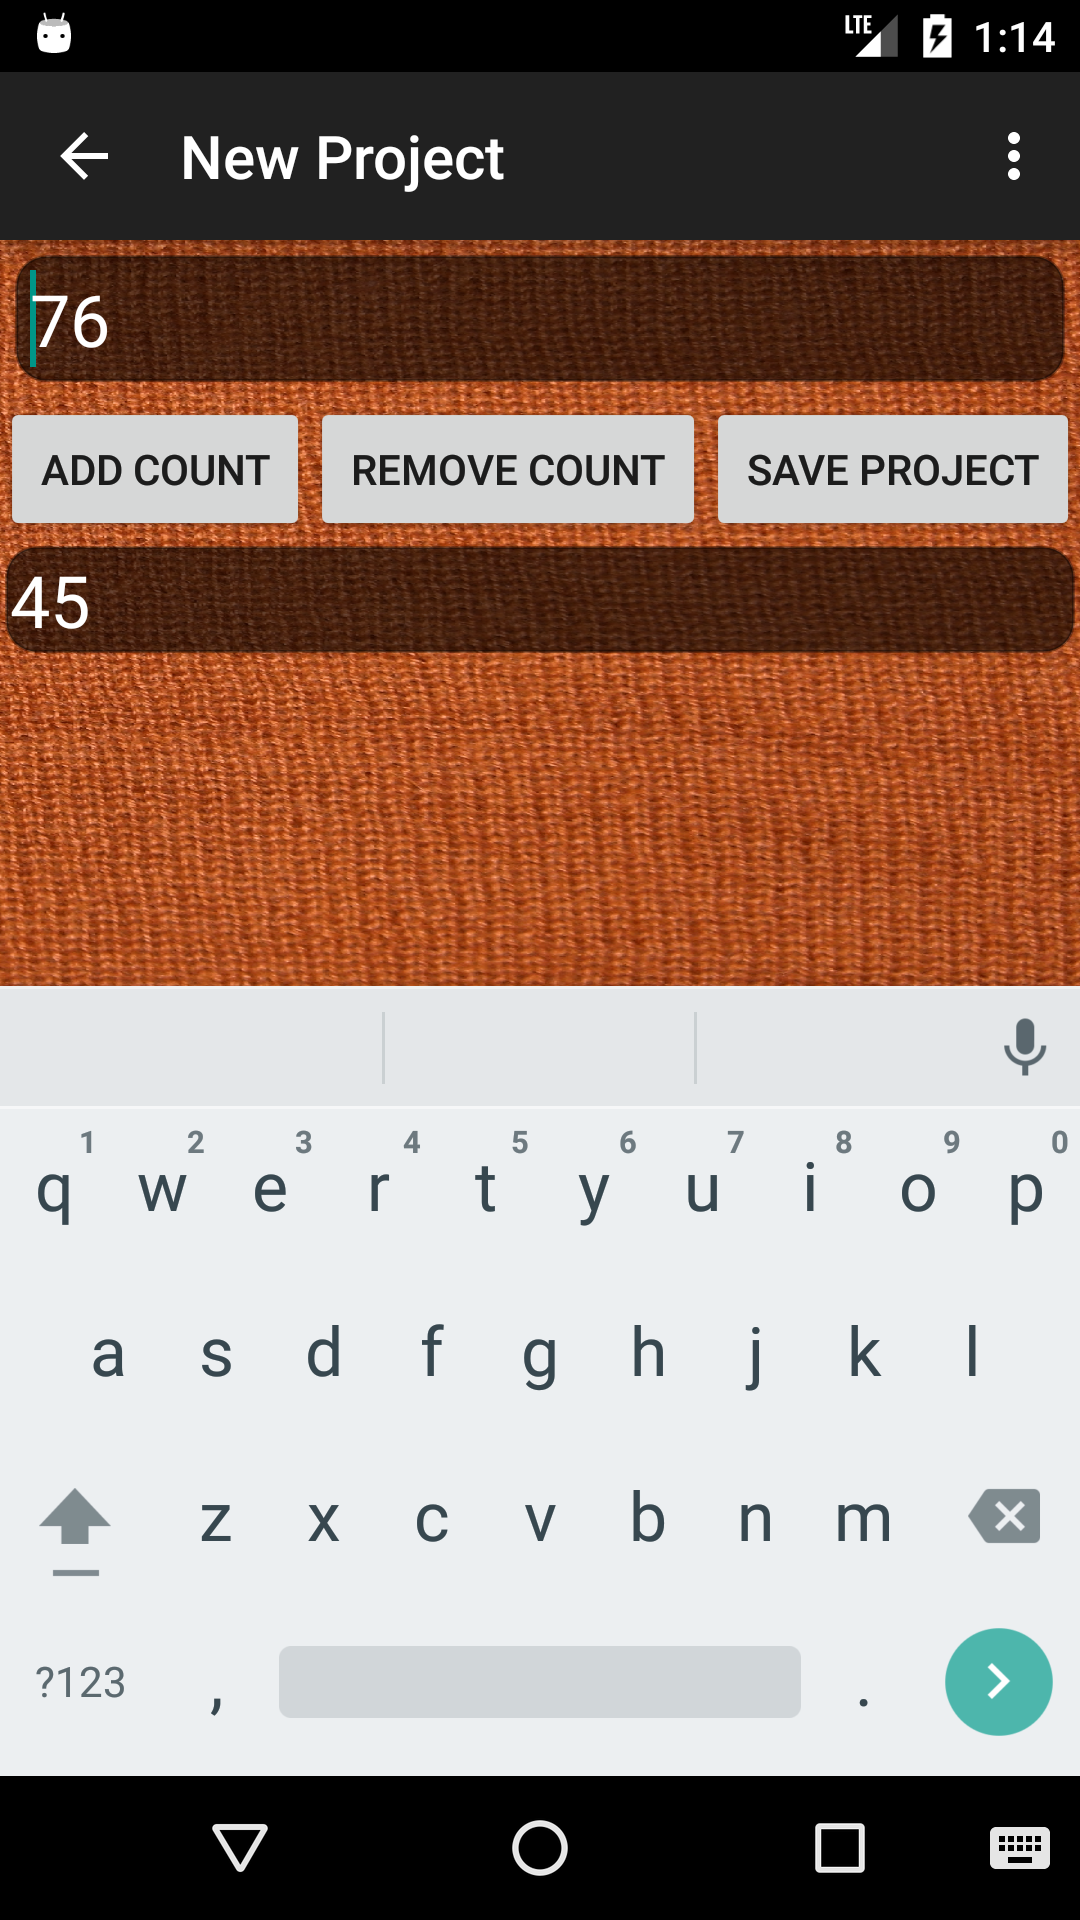 LTE 1:14
New Project
76
ADD COUNT REMOVE COUNT SAVE PROJECT
45
1 2 3 4 5 6 7 8 9 0
q w e r t y u i o p
a s d f g h j k l
z x c v b n m
?123 , .